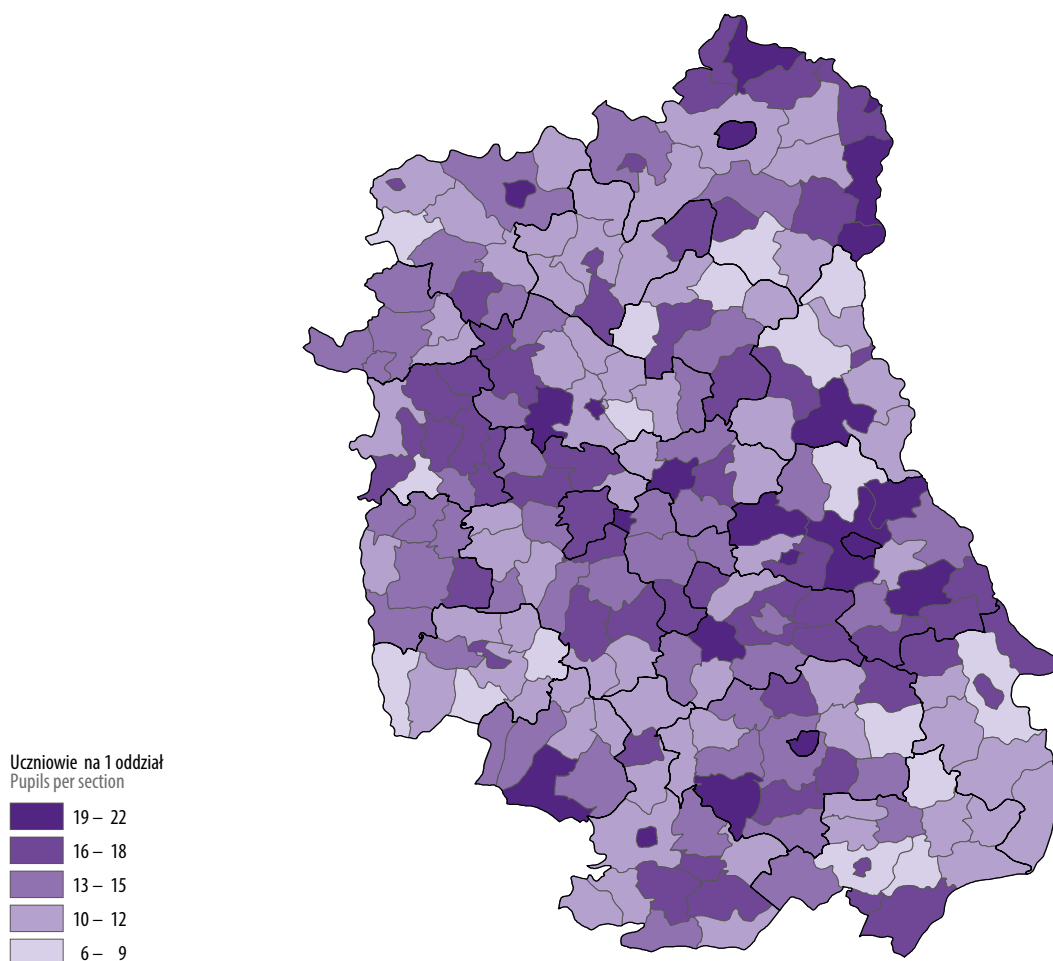 Uczniowie na 1 oddział
Pupils per section
19 – 22
16 – 18
13 – 15
10 – 12
6 – 9